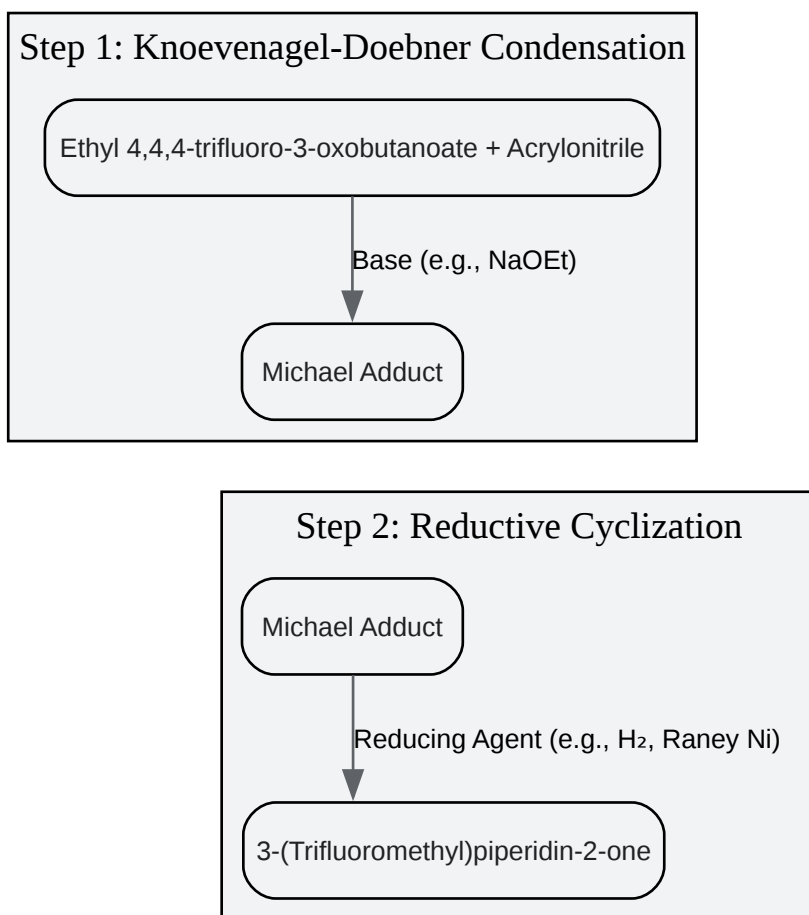 Step 1: Knoevenagel-Doebner Condensation
Ethyl 4,4,4-trifluoro-3-oxobutanoate + Acrylonitrile
Base (e.g., NaOEt)
Michael Adduct
Step 2: Reductive Cyclization
Michael Adduct
Reducing Agent (e.g., H₂, Raney Ni)
3-(Trifluoromethyl)piperidin-2-one